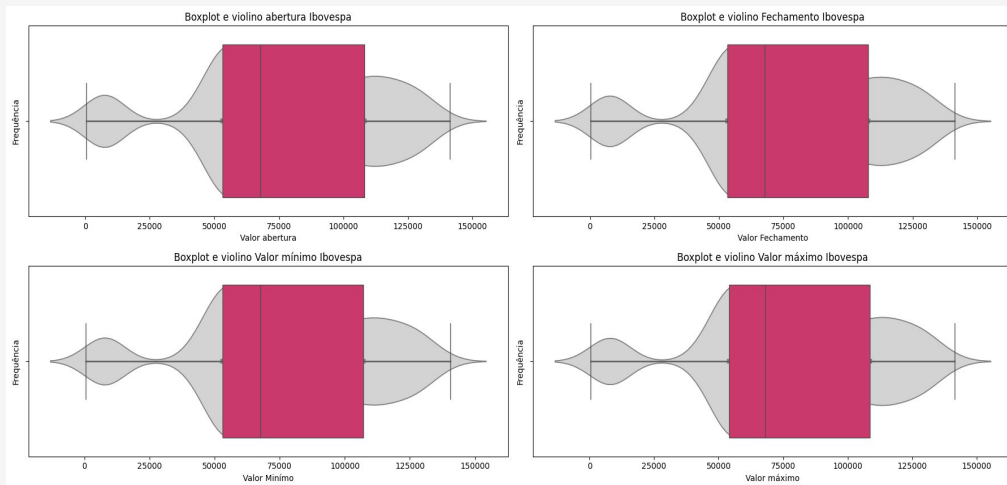 Boxplot e violino abertura Ibovespa
Frequência
0 25000 50000 75000 100000 125000 150000
Valor abertura
Boxplot e violino Fechamento Ibovespa
Frequência
0 25000 50000 75000 100000 125000 150000
Valor Fechamento
Boxplot e violino Valor mínimo Ibovespa
Frequência
0 25000 50000 75000 100000 125000 150000
Valor Minímo
Boxplot e violino Valor máximo Ibovespa
Frequência
0 25000 50000 75000 100000 125000 150000
Valor máximo